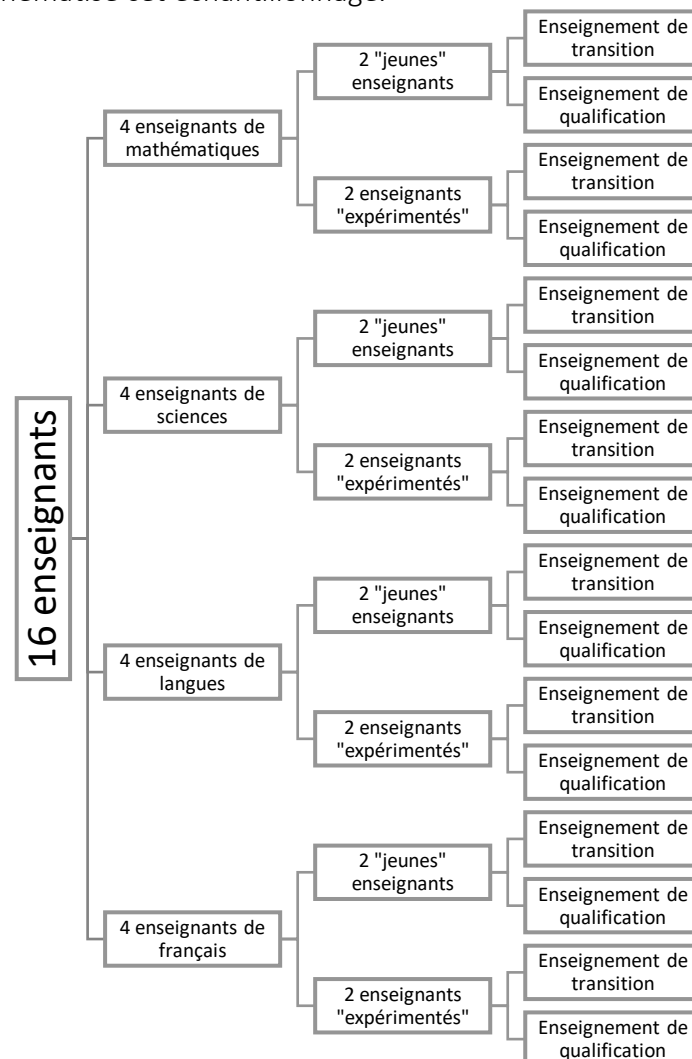 hématise cet échantillonnage.
16 enseignants
4 enseignants de
mathématiques
2 "jeunes"
enseignants
Enseignement de
transition
Enseignement de
qualification
2 enseignants
"expérimentés"
Enseignement de
transition
Enseignement de
qualification
4 enseignants de
sciences
2 "jeunes"
enseignants
Enseignement de
transition
Enseignement de
qualification
2 enseignants
"expérimentés"
Enseignement de
transition
Enseignement de
qualification
4 enseignants de
langues
2 "jeunes"
enseignants
Enseignement de
transition
Enseignement de
qualification
2 enseignants
"expérimentés"
Enseignement de
transition
Enseignement de
qualification
4 enseignants de
français
2 "jeunes"
enseignants
Enseignement de
transition
Enseignement de
qualification
2 enseignants
"expérimentés"
Enseignement de
transition
Enseignement de
qualification